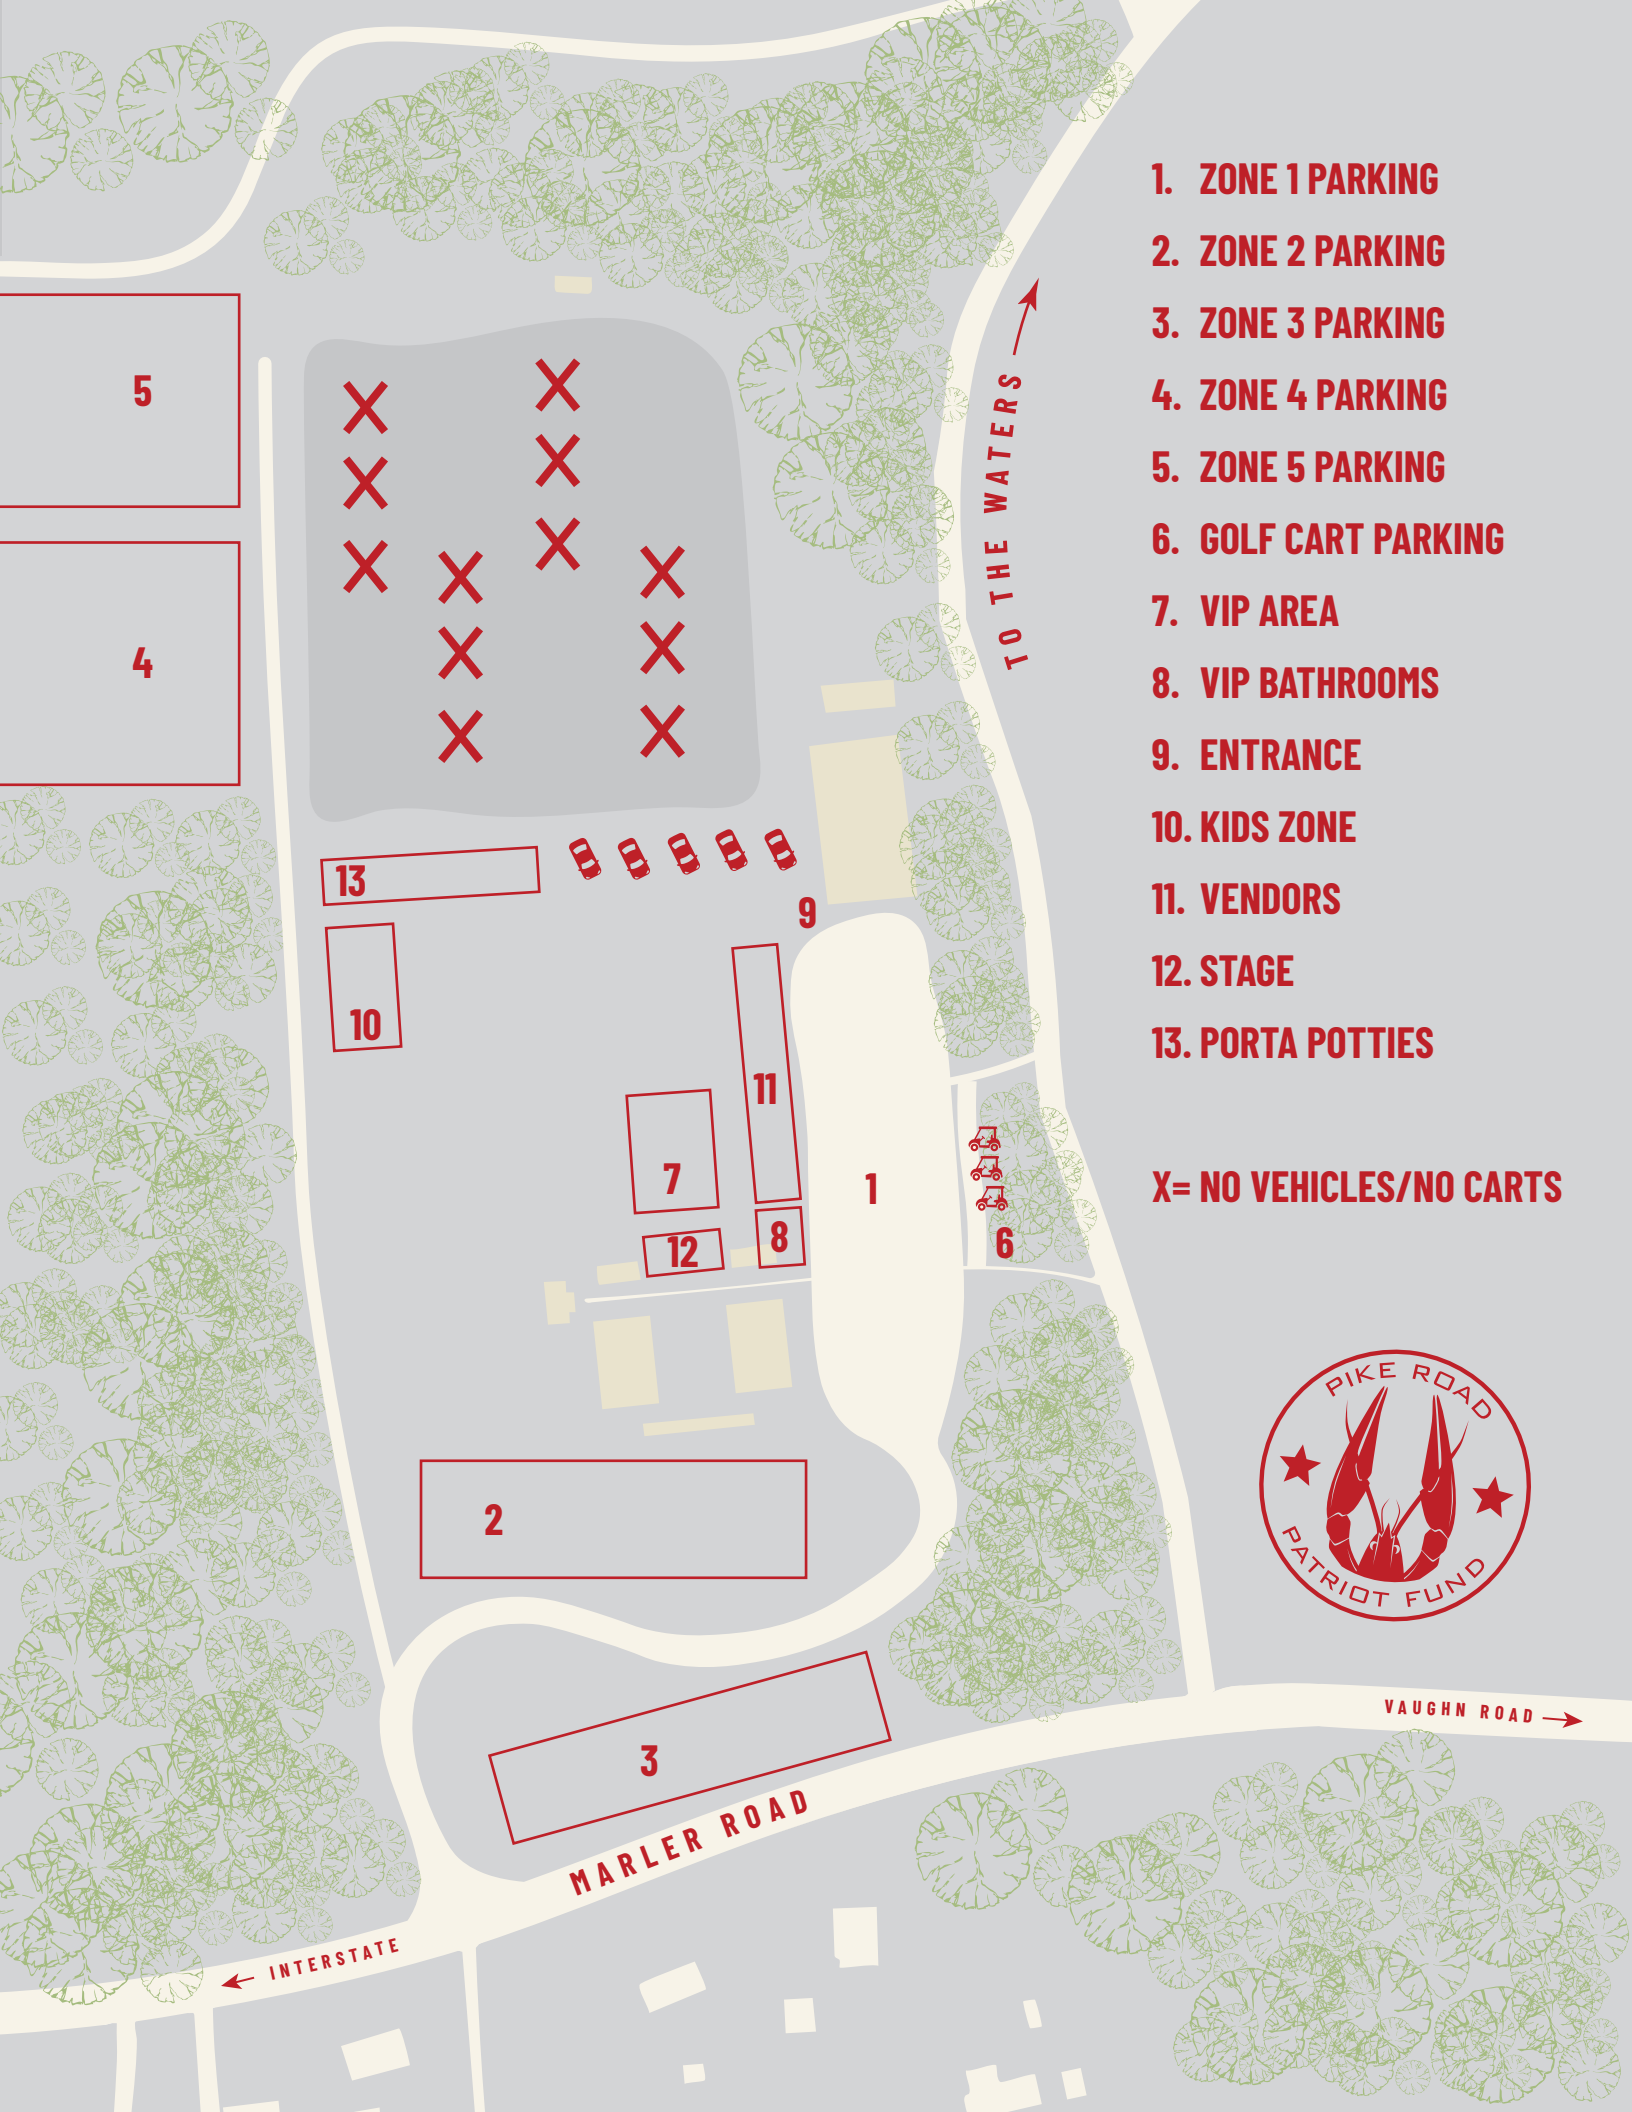 1. ZONE 1 PARKING
2. ZONE 2 PARKING
3. ZONE 3 PARKING
4. ZONE 4 PARKING
5. ZONE 5 PARKING
6. GOLF CART PARKING
7. VIP AREA
8. VIP BATHROOMS
9. ENTRANCE
10. KIDS ZONE
11. VENDORS
12. STAGE
13. PORTA POTTIES
X= NO VEHICLES/NO CARTS
5
X
X
X
X
X
X
X
X
X
X
X
X
4
TO THE WATERS
13
9
10
11
7
1
12
8
6
2
3
PIKE ROAD
PATRIOT FUND
VAUGHN ROAD
MARLER ROAD
INTERSTATE